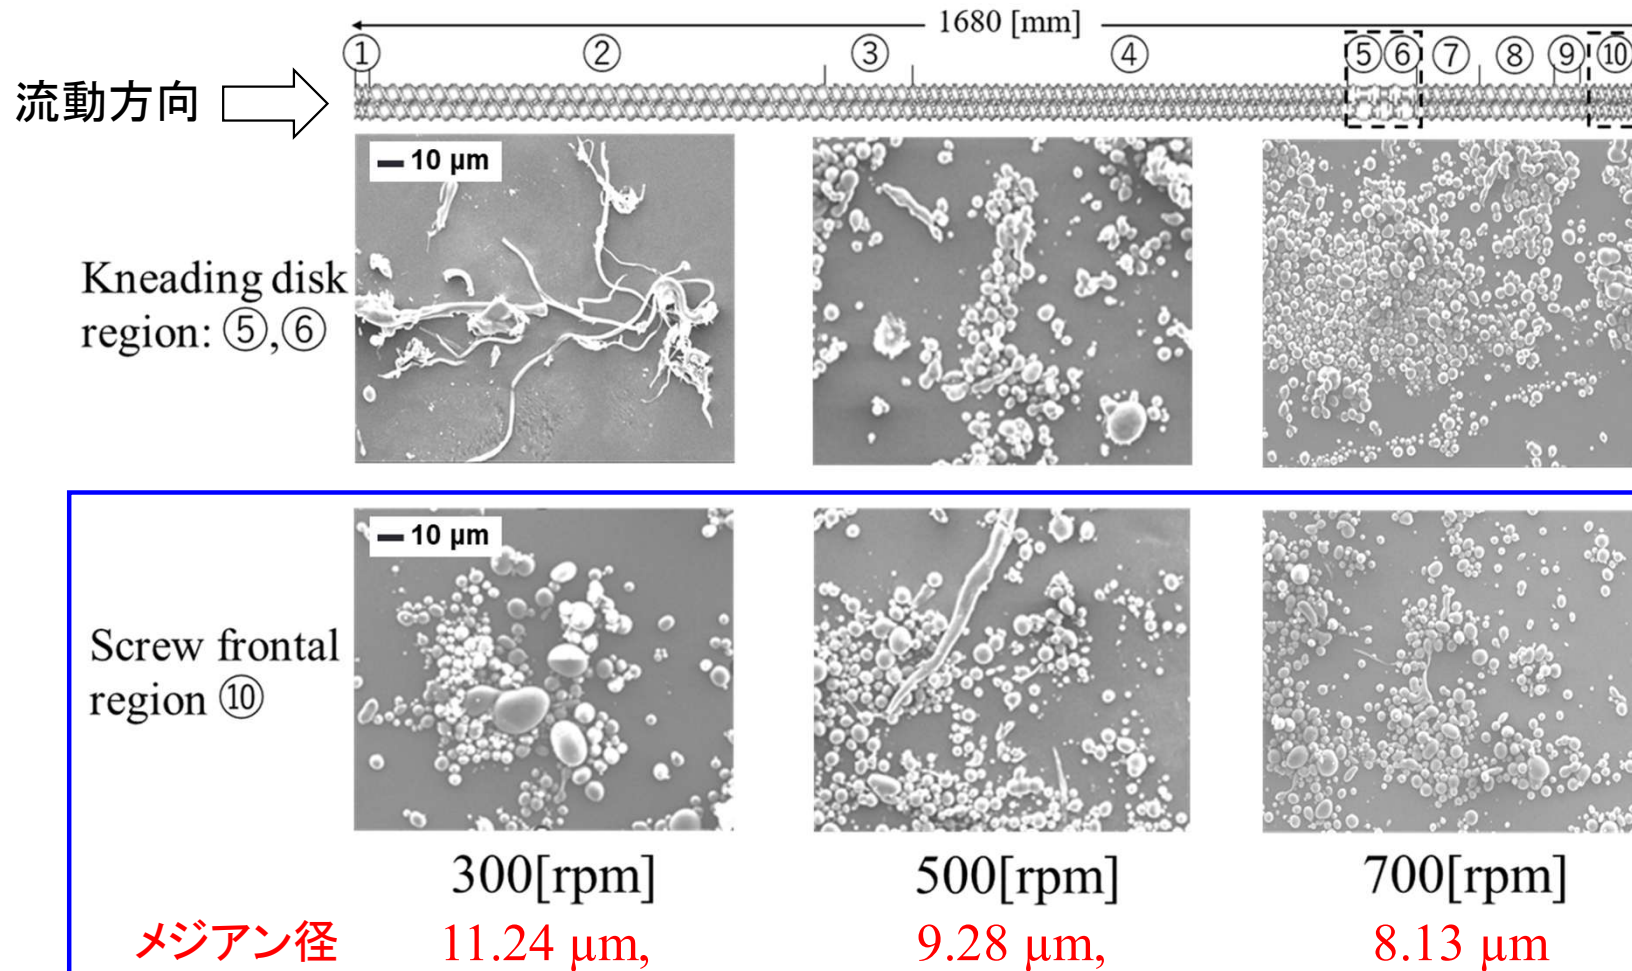 1680 [mm]
① ② ③ ④ ⑤ ⑥ ⑦ ⑧ ⑨ ⑩
流動方向
10 µm
Kneading disk
region: ⑤,⑥
10 µm
Screw frontal
region ⑩
300[rpm] 500[rpm] 700[rpm]
メジアン径 11.24 µm, 9.28 µm, 8.13 µm